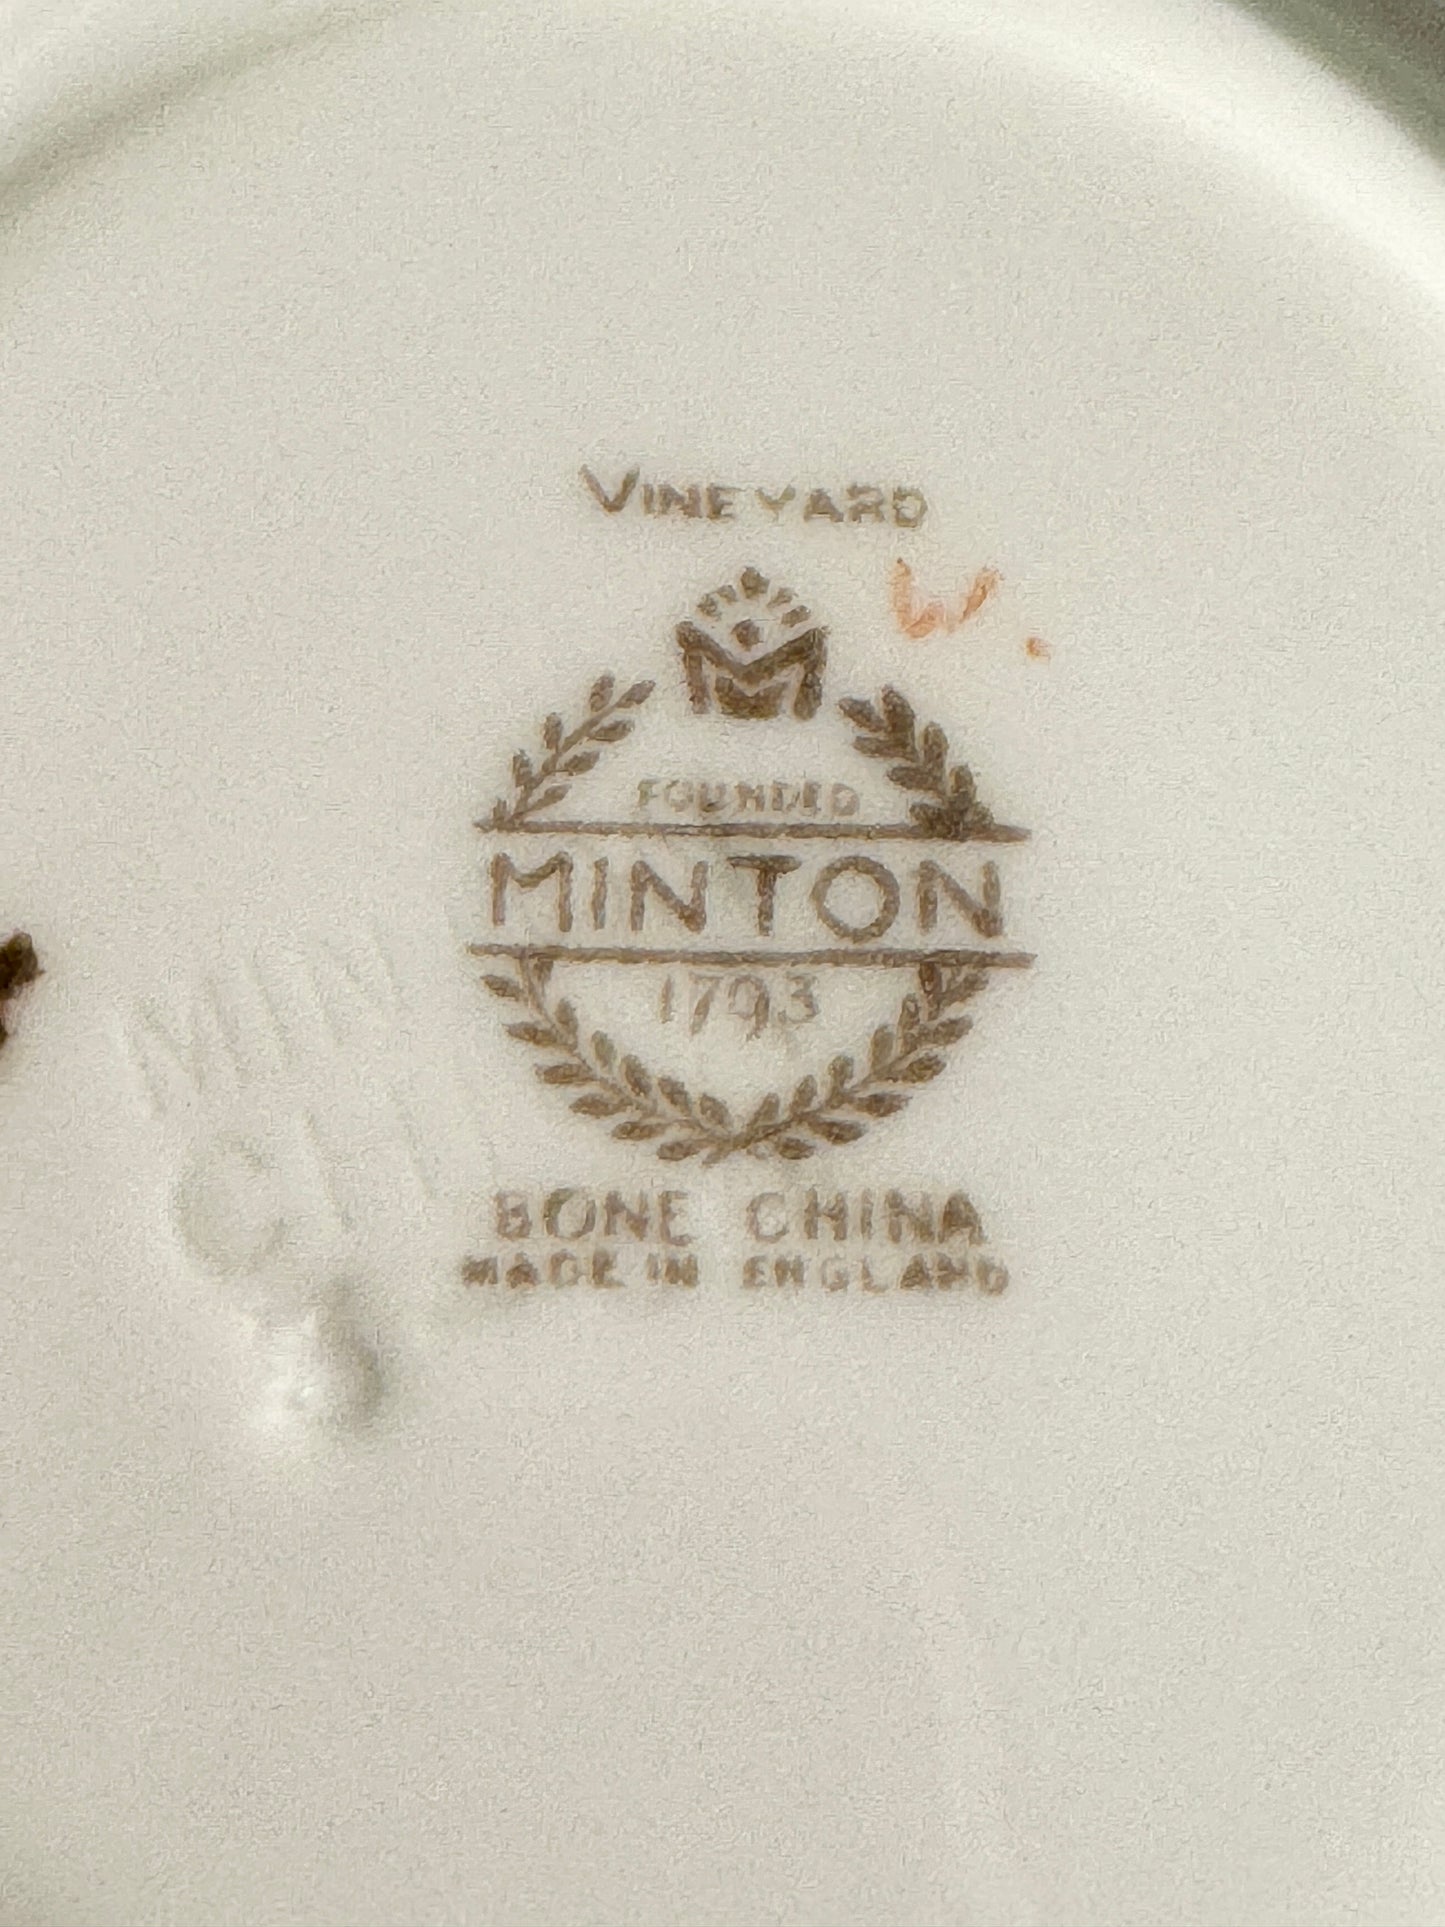 VINEYARD
W.
FOUNDED
MINTON
1793
BONE CHINA
MADE IN ENGLAND